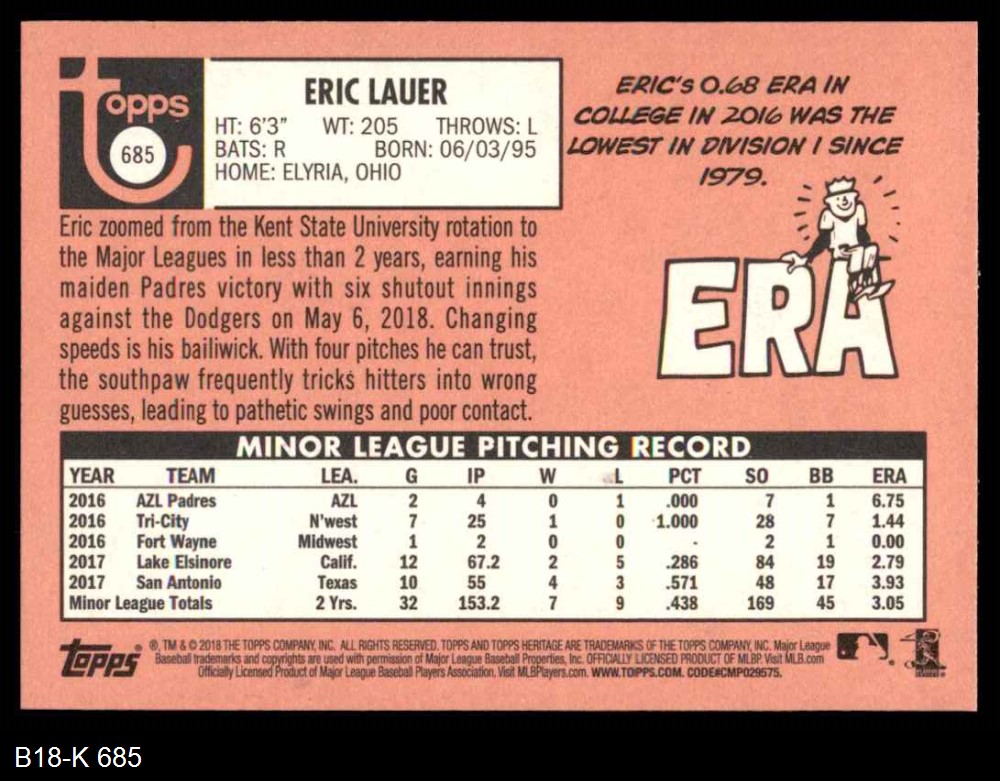 Topps
685
ERIC LAUER
HT: 6'3" WT: 205 THROWS: L
BATS: R BORN: 06/03/95
HOME: ELYRIA, OHIO
ERIC'S 0.68 ERA IN
COLLEGE IN 2016 WAS THE
LOWEST IN DIVISION I SINCE
1979.
ERA
Eric zoomed from the Kent State University rotation to
the Major Leagues in less than 2 years, earning his
maiden Padres victory with six shutout innings
against the Dodgers on May 6, 2018. Changing
speeds is his bailiwick. With four pitches he can trust,
the southpaw frequently tricks hitters into wrong
guesses, leading to pathetic swings and poor contact.
MINOR LEAGUE PITCHING RECORD
YEAR TEAM LEA. G IP W L PCT SO BB ERA
2016 AZL Padres AZL 2 4 0 1 .000 7 1 6.75
2016 Tri-City N'west 7 25 1 0 1.000 28 7 1.44
2016 Fort Wayne Midwest 1 2 0 0 - 2 1 0.00
2017 Lake Elsinore Calif. 12 67.2 2 5 .286 84 19 2.79
2017 San Antonio Texas 10 55 4 3 .571 48 17 3.93
Minor League Totals 2 Yrs. 32 153.2 7 9 .438 169 45 3.05
Topps
®, TM & © 2018 THE TOPPS COMPANY, INC. ALL RIGHTS RESERVED. TOPPS AND TOPPS HERITAGE ARE TRADEMARKS OF THE TOPPS COMPANY, INC. Major League
Baseball trademarks and copyrights are used with permission of Major League Baseball Properties, Inc. OFFICIALLY LICENSED PRODUCT OF MLBP. Visit MLB.com
Officially Licensed Product of Major League Baseball Players Association. Visit MLBPlayers.com. WWW.TOPPS.COM. CODE#CMP029575.
B18-K 685